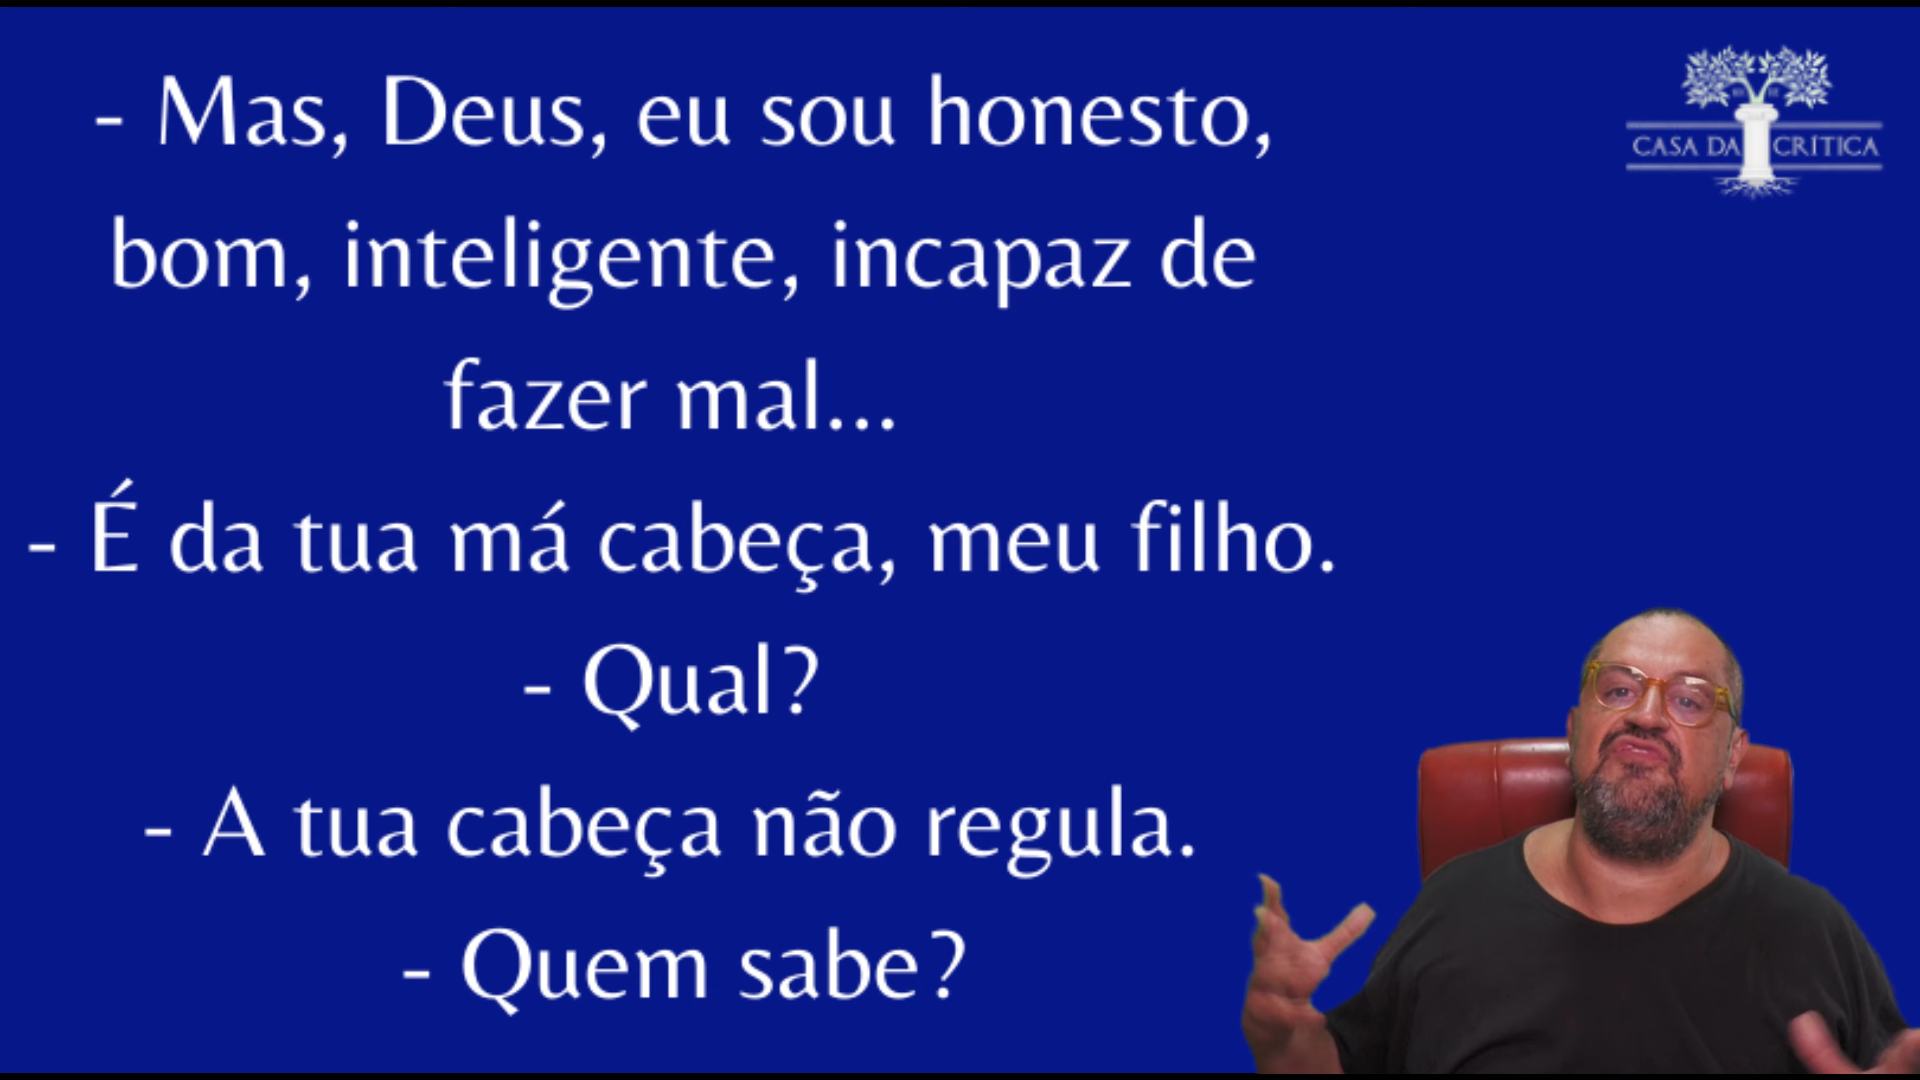 - Mas, Deus, eu sou honesto,
bom, inteligente, incapaz de
fazer mal...
- É da tua má cabeça, meu filho.
- Qual?
- A tua cabeça não regula.
- Quem sabe?
CASA DA CRÍTICA